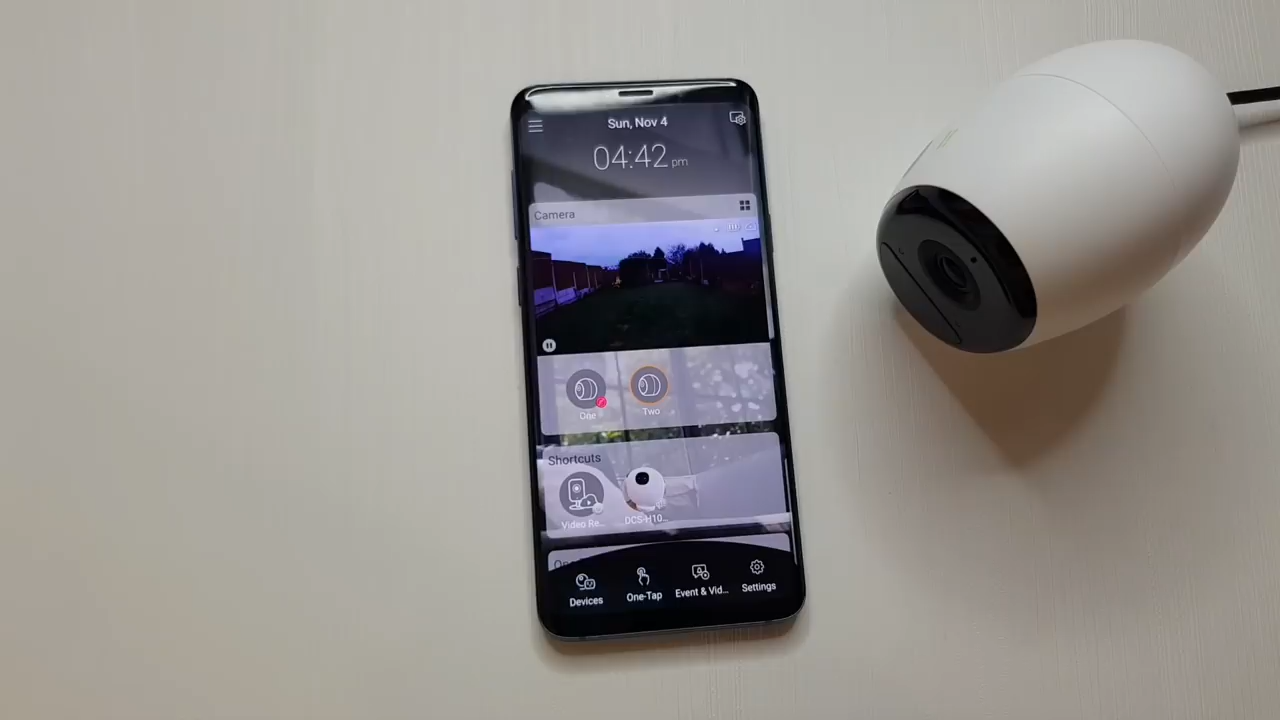 Sun, Nov 4
04:42 pm
Camera
One
Two
Shortcuts
Video Re...
DCS-H10...
Devices
One-Tap
Event & Vid...
Settings